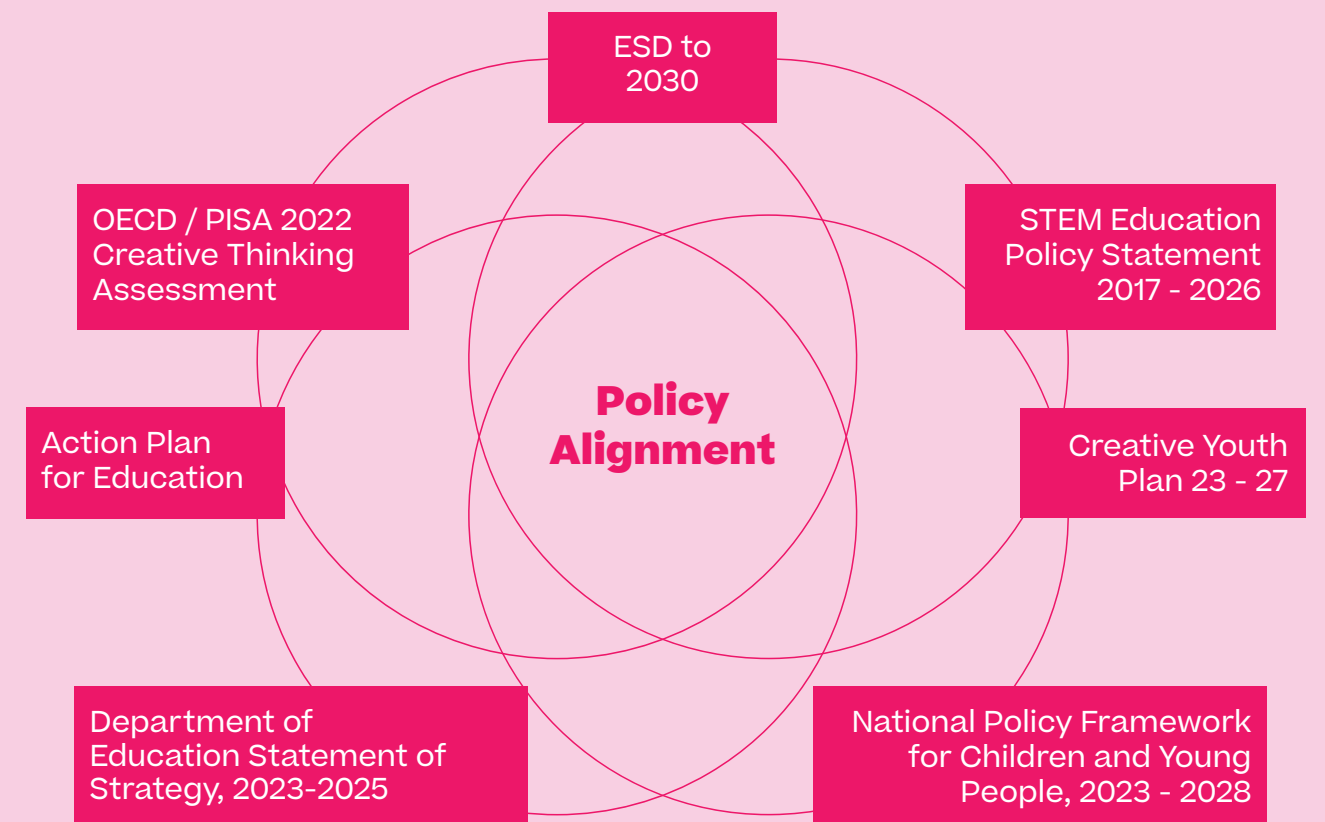 ESD to
2030
OECD / PISA 2022
Creative Thinking
Assessment
STEM Education
Policy Statement
2017 - 2026
Policy
Alignment
Action Plan
for Education
Creative Youth
Plan 23 - 27
Department of
Education Statement of
Strategy, 2023-2025
National Policy Framework
for Children and Young
People, 2023 - 2028